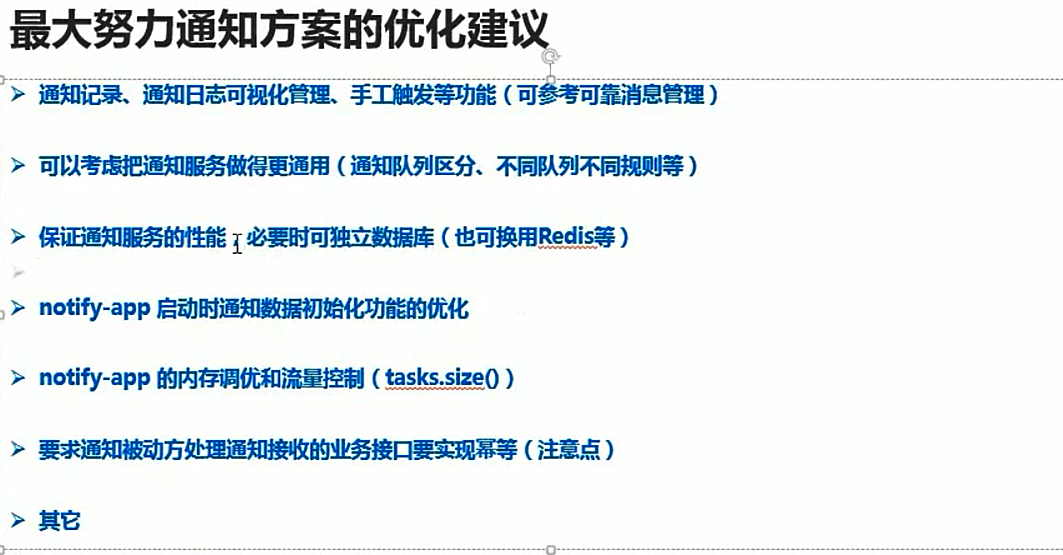 最大努力通知方案的优化建议
➢ 通知记录、通知日志可视化管理、手工触发等功能（可参考可靠消息管理）
➢ 可以考虑把通知服务做得更通用（通知队列区分、不同队列不同规则等）
➢ 保证通知服务的性能，必要时可独立数据库（也可换用Redis等）
➢ notify-app 启动时通知数据初始化功能的优化
➢ notify-app 的内存调优和流量控制（tasks.size()）
➢ 要求通知被动方处理通知接收的业务接口要实现幂等（注意点）
➢ 其它